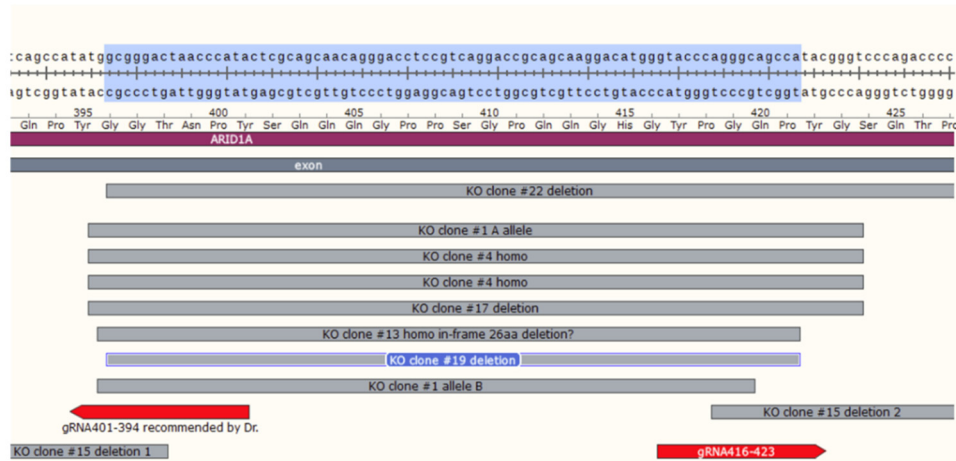 :cagccatatggcgggactaacccatactcgcagcaacagggacctccgtcaggaccgcagcaaggacatgggtacccagggcagccatacgggtcccagacccc
agtcggtataccgccctgattgggtatgagcgtcgttgtccctggaggcagtcctggcgtcgttcctgtacccatgggtcccgtcggtatgcccagggtctgggg
395 400 405 410 415 420 425
Gln Pro Tyr Gly Gly Thr Asn Pro Tyr Ser Gln Gln Gln Gly Pro Pro Ser Gly Pro Gln Gln Gly His Gly Tyr Pro Gly Gln Pro Tyr Gly Ser Gln Thr Pro
ARID1A
exon
KO clone #22 deletion
KO clone #1 A allele
KO clone #4 homo
KO clone #4 homo
KO clone #17 deletion
KO clone #13 homo in-frame 26aa deletion?
KO clone #19 deletion
KO clone #1 allele B
KO clone #15 deletion 2
gRNA401-394 recommended by Dr.
KO clone #15 deletion 1
gRNA416-423